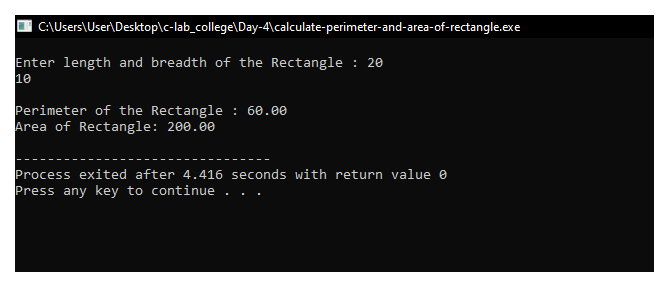 C:\Users\User\Desktop\c-lab_college\Day-4\calculate-perimeter-and-area-of-rectangle.exe
Enter length and breadth of the Rectangle : 20
10
Perimeter of the Rectangle : 60.00
Area of Rectangle: 200.00
--------------------------------
Process exited after 4.416 seconds with return value 0
Press any key to continue . . .